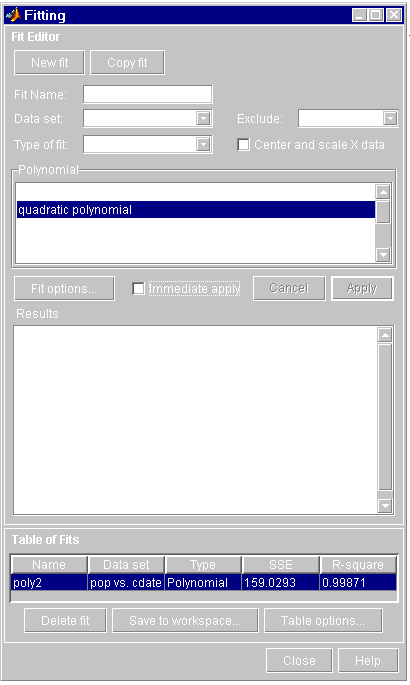 Fitting
Fit Editor
New fit Copy fit
Fit Name:
Data set: Exclude:
Type of fit: Center and scale X data
Polynomial
quadratic polynomial
Fit options... Immediate apply Cancel Apply
Results
Table of Fits
Name Data set Type SSE R-square
poly2 pop vs. cdate Polynomial 159.0293 0.99871
Delete fit Save to workspace... Table options...
Close Help